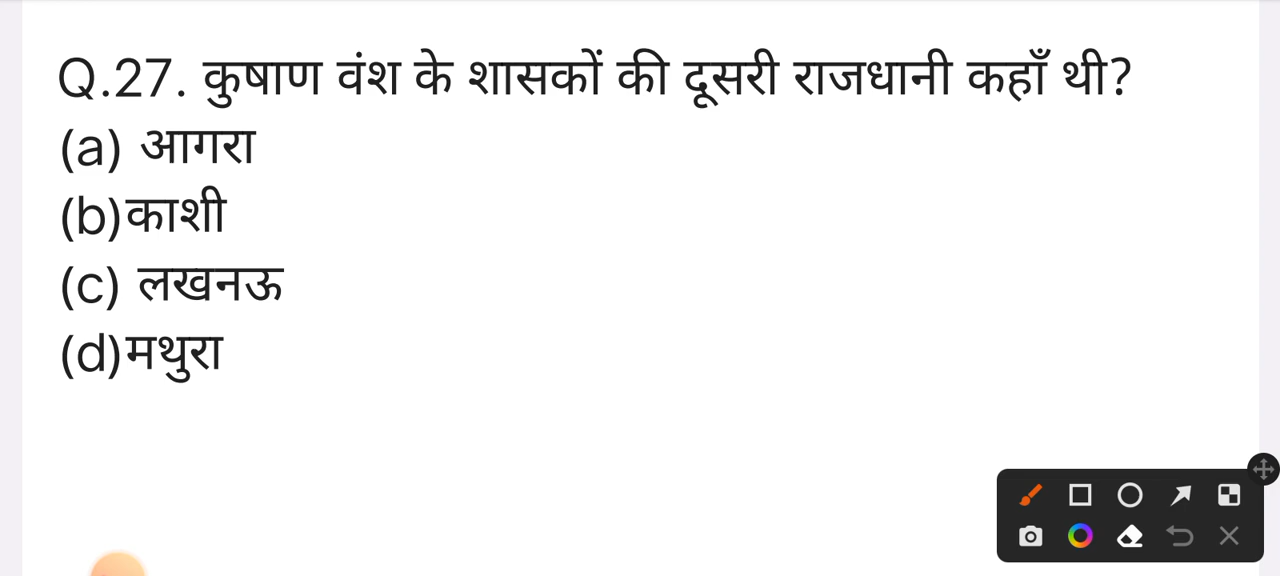 Q.27. कुषाण वंश के शासकों की दूसरी राजधानी कहाँ थी?
(a) आगरा
(b)काशी
(c) लखनऊ
(d)मथुरा